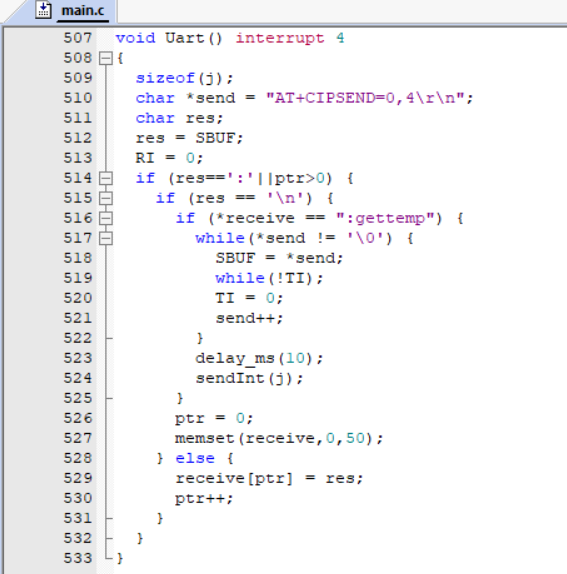 main.c
507 void Uart() interrupt 4
508 {
509 sizeof(j);
510 char *send = "AT+CIPSEND=0,4\r\n";
511 char res;
512 res = SBUF;
513 RI = 0;
514 if (res==':'||ptr>0) {
515 if (res == '\n') {
516 if (*receive == ":gettemp") {
517 while(*send != '\0') {
518 SBUF = *send;
519 while(!TI);
520 TI = 0;
521 send++;
522 }
523 delay_ms(10);
524 sendInt(j);
525 }
526 ptr = 0;
527 memset(receive,0,50);
528 } else {
529 receive[ptr] = res;
530 ptr++;
531 }
532 }
533 }